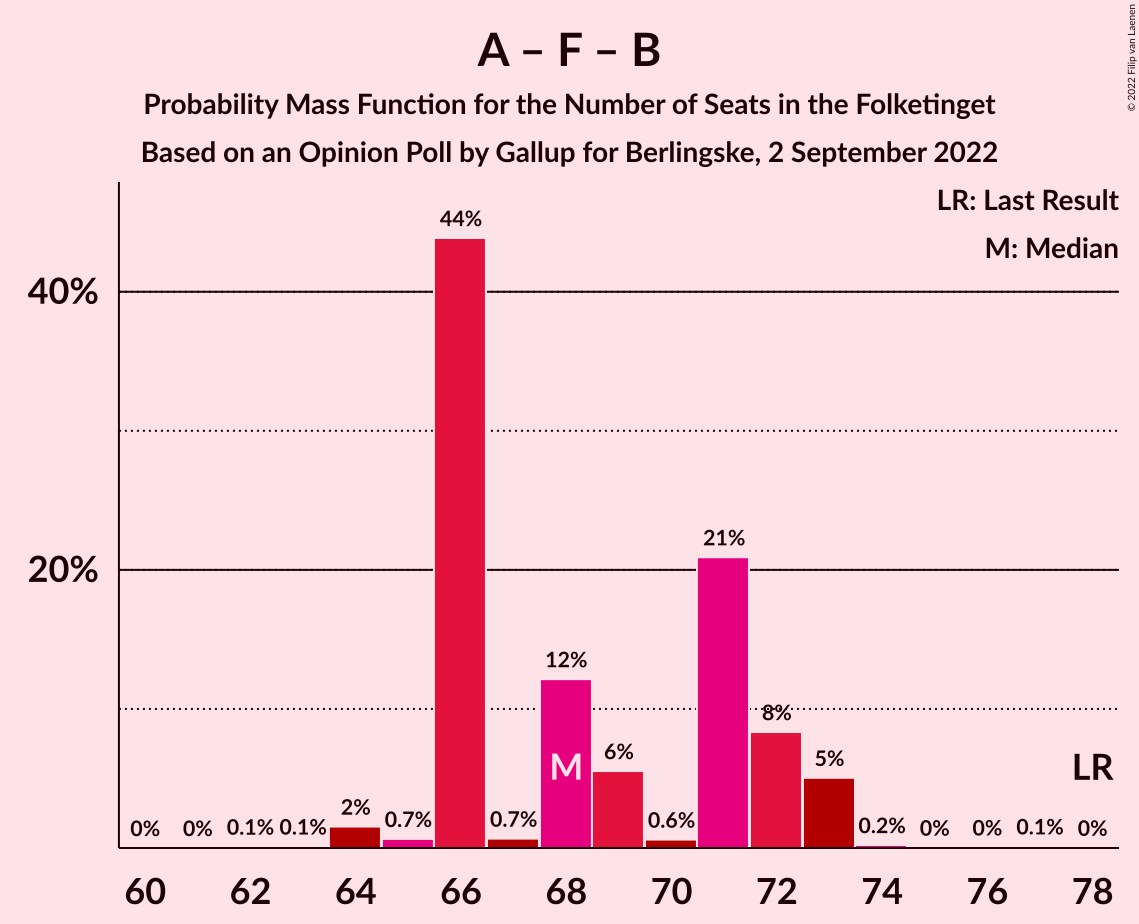 A – F – B
Probability Mass Function for the Number of Seats in the Folketinget
Based on an Opinion Poll by Gallup for Berlingske, 2 September 2022
© 2022 Filip van Laenen
LR: Last Result
M: Median
40%
20%
0%
0%
0.1%
0.1%
2%
0.7%
44%
0.7%
12%
6%
0.6%
21%
8%
5%
0.2%
0%
0%
0.1%
0%
M
LR
60 62 64 66 68 70 72 74 76 78